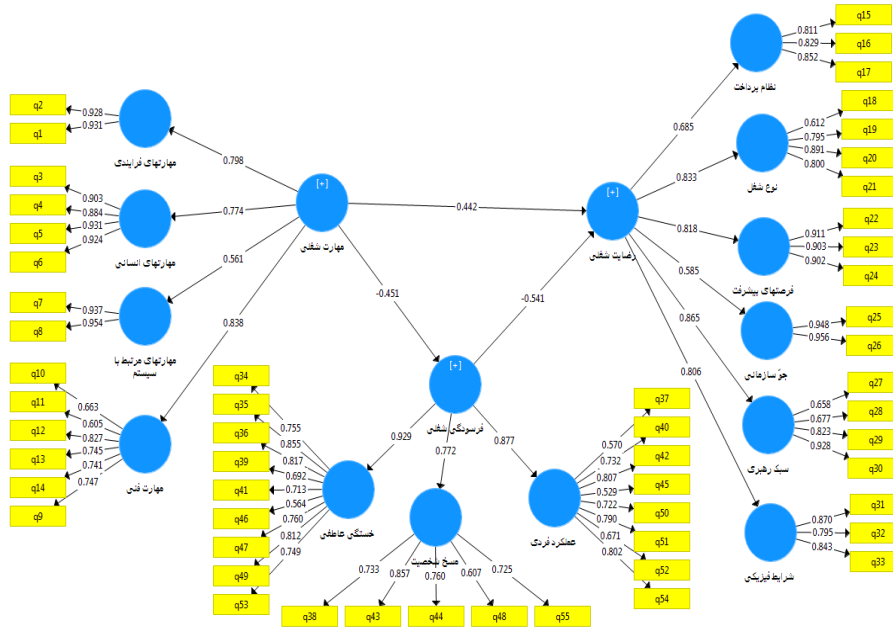 q15
0.811
q16
0.829
q17
0.852
نظام پرداخت
q18
0.612
q19
0.795
q20
0.891
q21
0.800
نوع شغل
q22
0.911
q23
0.903
q24
0.902
فرصتهای پیشرفت
q25
0.948
q26
0.956
جوّ سازمانی
q27
0.658
q28
0.677
q29
0.823
q30
0.928
سبک رهبری
q31
0.870
q32
0.795
q33
0.843
شرایط فیزیکی
0.685
0.833
0.818
0.585
0.865
0.806
[+]
رضایت شغلی
0.442
[+]
مهارت شغلی
0.798
0.774
0.561
0.838
-0.451
-0.541
q2
0.928
q1
0.931
مهارتهای فرایندی
q3
0.903
q4
0.884
q5
0.931
q6
0.924
مهارتهای انسانی
q7
0.937
q8
0.954
مهارتهای مرتبط با
سیستم
q10
0.663
q11
0.605
q12
0.827
q13
0.745
q14
0.741
q9
0.747
مهارت فنی
[+]
فرسودگی شغلی
0.929
0.772
0.877
q34
0.755
q35
0.855
q36
0.817
q39
0.692
q41
0.713
q46
0.564
q47
0.760
q49
0.812
q53
0.749
خستگی عاطفی
مسخ شخصیت
0.733
0.857
0.760
0.607
0.725
q38
q43
q44
q48
q55
عملکرد فردی
q37
0.570
q40
0.732
q42
0.807
q45
0.529
q50
0.722
q51
0.790
q52
0.671
q54
0.802